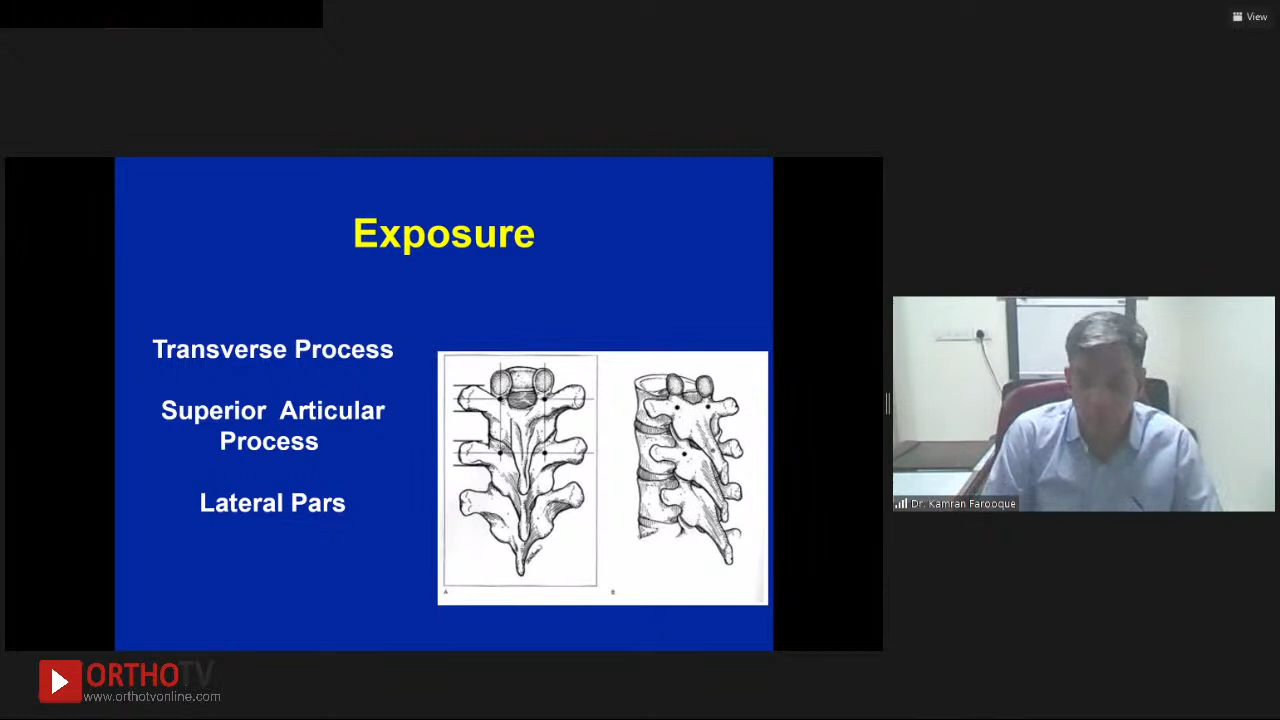 View
Exposure
Transverse Process
Superior Articular
Process
Lateral Pars
A
B
Dr. Kamran Farooque
ORTHOTV
www.orthotvonline.com